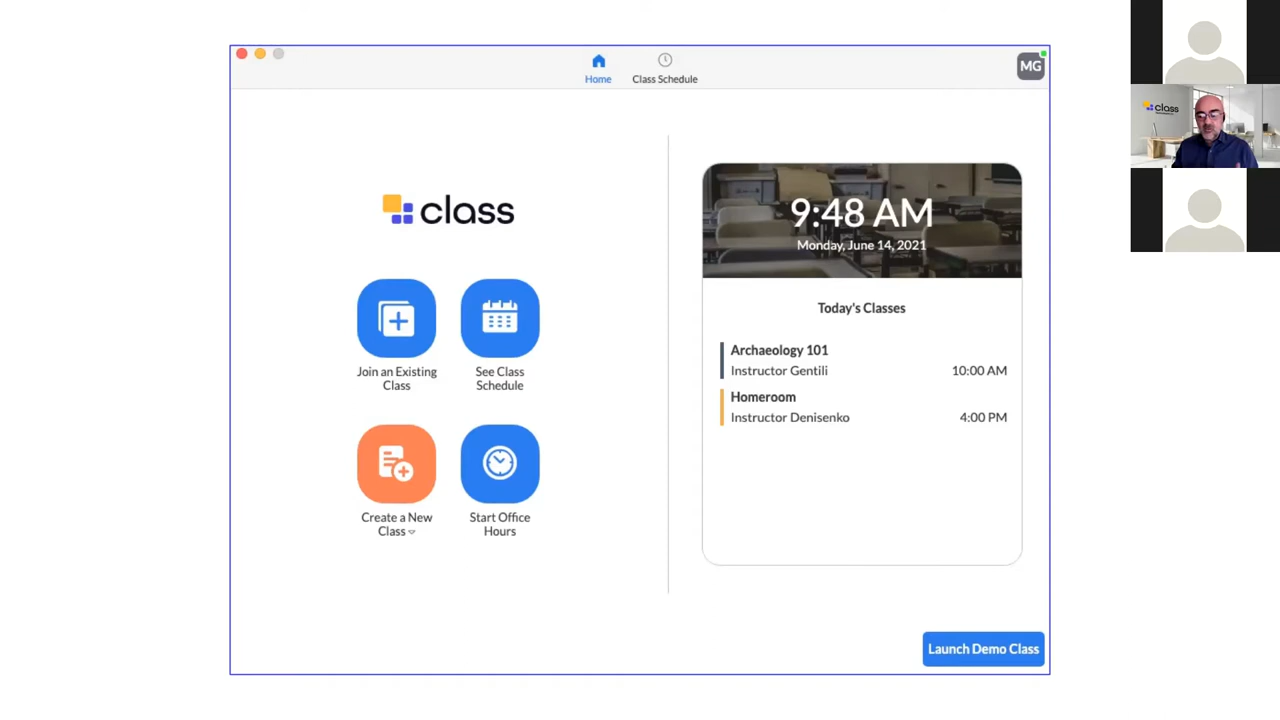 Home
Class Schedule
MG
class
Join an Existing
Class
See Class
Schedule
Create a New
Class
Start Office
Hours
9:48 AM
Monday, June 14, 2021
Today's Classes
Archaeology 101
Instructor Gentili
10:00 AM
Homeroom
Instructor Denisenko
4:00 PM
Launch Demo Class
class